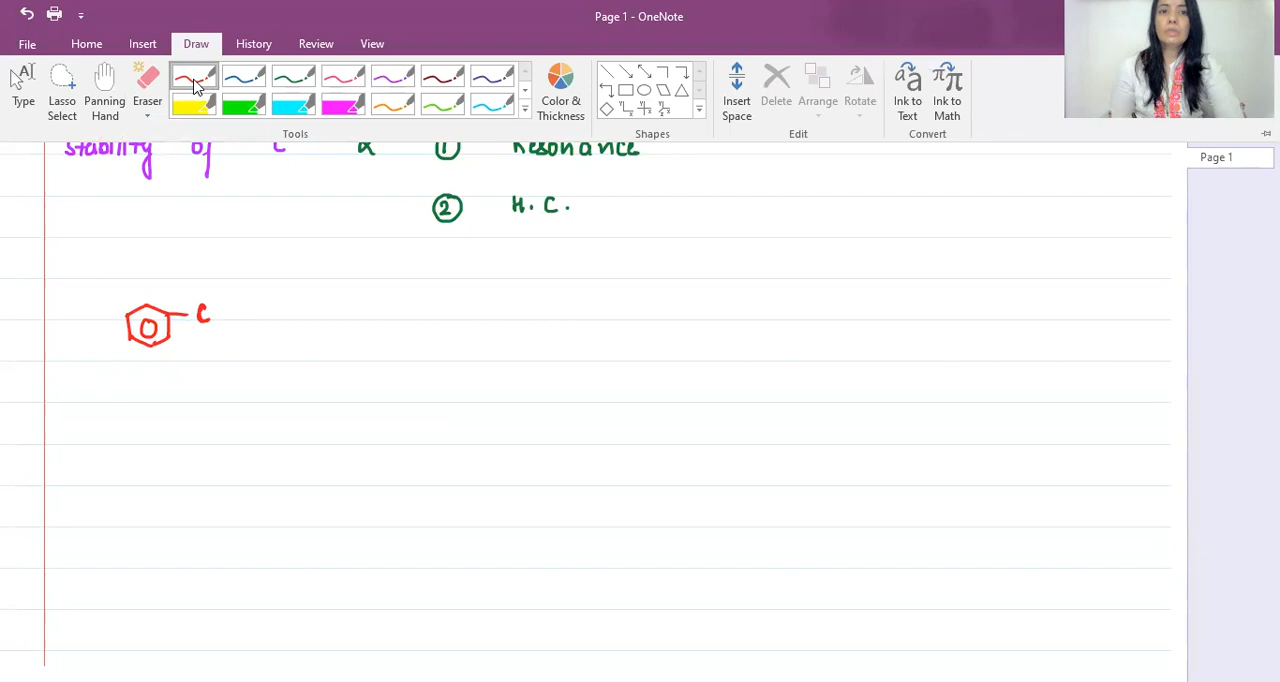 Page 1 - OneNote
File Home Insert Draw History Review View
Type Lasso Select Panning Hand Eraser Color & Thickness Insert Space Delete Arrange Rotate Ink to Text Ink to Math
Tools Shapes Edit Convert
Page 1
stability of C α ① Resonance
② H.C.
C